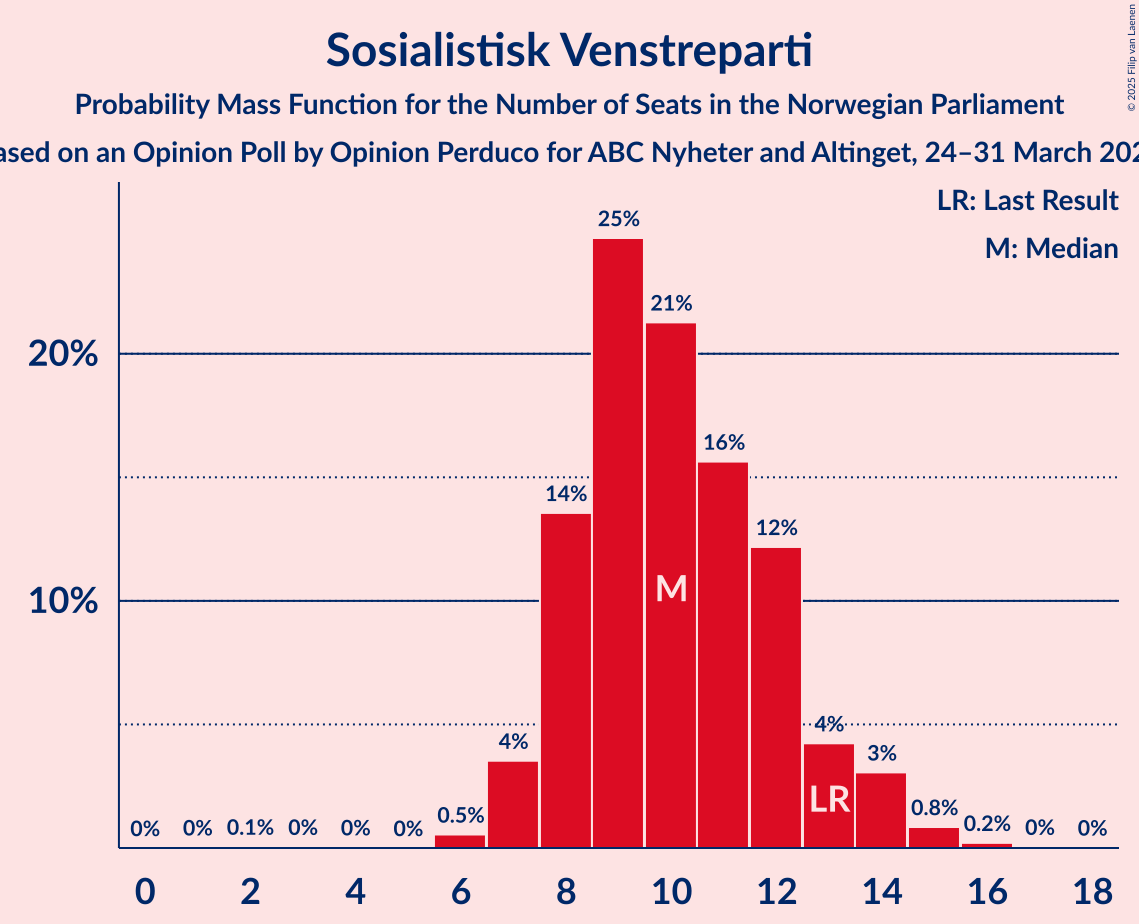 © 2025 Filip van Laenen
Sosialistisk Venstreparti
Probability Mass Function for the Number of Seats in the Norwegian Parliament
ased on an Opinion Poll by Opinion Perduco for ABC Nyheter and Altinget, 24–31 March 202
LR: Last Result
M: Median
25%
21%
20%
16%
14%
12%
10%
M
4%
4%
3%
LR
0.5%
0.8%
0.2%
0% 0% 0.1% 0% 0% 0% 0% 0%
0 2 4 6 8 10 12 14 16 18